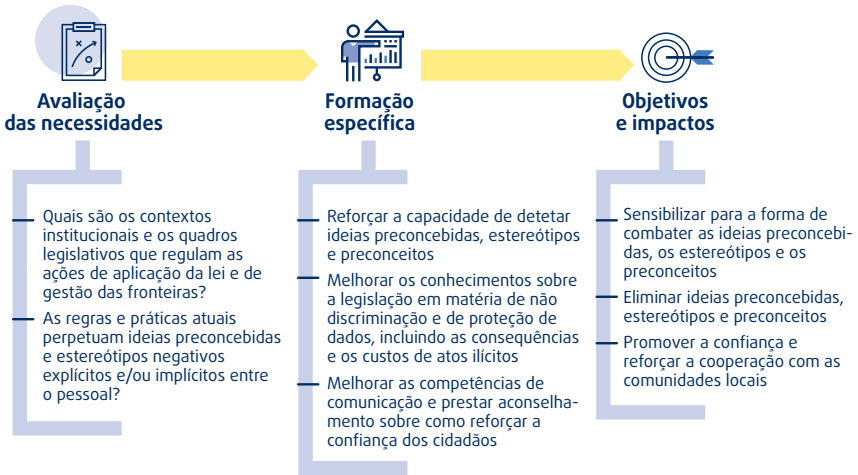 Avaliação
das necessidades
Quais são os contextos
institucionais e os quadros
legislativos que regulam as
ações de aplicação da lei e de
gestão das fronteiras?
As regras e práticas atuais
perpetuam ideias preconcebidas
e estereótipos negativos
explícitos e/ou implícitos entre
o pessoal?
Formação
específica
Reforçar a capacidade de detetar
ideias preconcebidas, estereótipos
e preconceitos
Melhorar os conhecimentos sobre
a legislação em matéria de não
discriminação e de proteção de
dados, incluindo as consequências
e os custos de atos ilícitos
Melhorar as competências de
comunicação e prestar aconselha-
mento sobre como reforçar a
confiança dos cidadãos
Objetivos
e impactos
Sensibilizar para a forma de
combater as ideias preconcebi-
das, os estereótipos e os
preconceitos
Eliminar ideias preconcebidas,
estereótipos e preconceitos
Promover a confiança e
reforçar a cooperação com as
comunidades locais